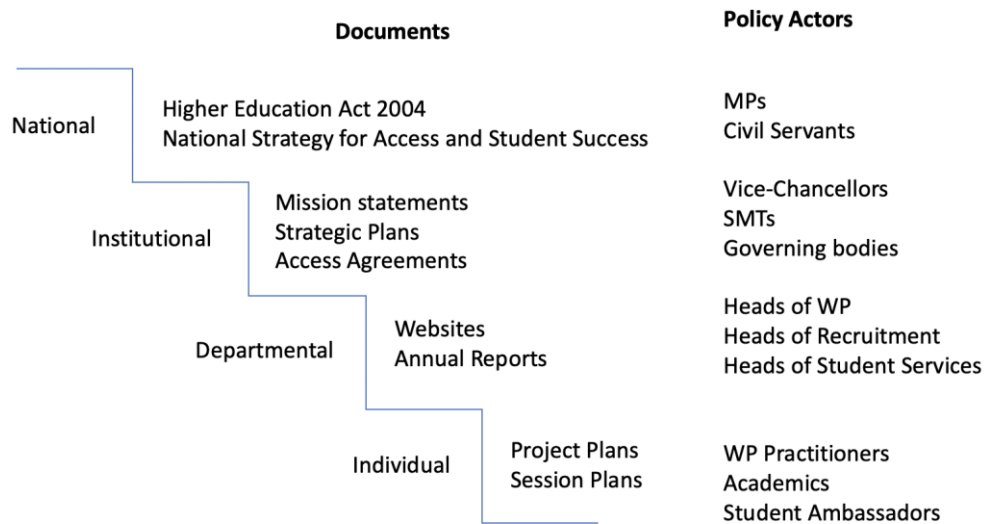 Documents
Policy Actors
National
Higher Education Act 2004
National Strategy for Access and Student Success
MPs
Civil Servants
Institutional
Mission statements
Strategic Plans
Access Agreements
Vice-Chancellors
SMTs
Governing bodies
Departmental
Websites
Annual Reports
Heads of WP
Heads of Recruitment
Heads of Student Services
Individual
Project Plans
Session Plans
WP Practitioners
Academics
Student Ambassadors